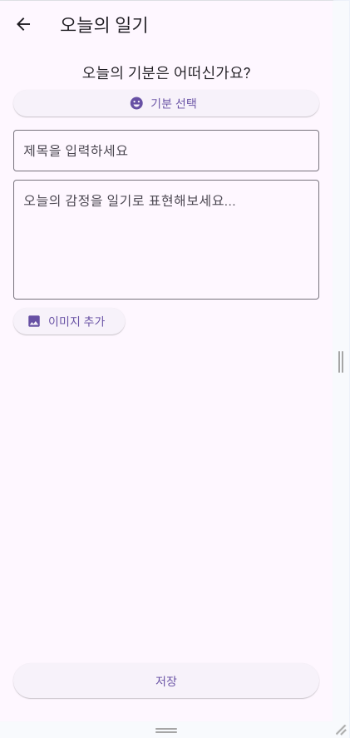 오늘의 일기
오늘의 기분은 어떠신가요?
기분 선택
제목을 입력하세요
오늘의 감정을 일기로 표현해보세요...
이미지 추가
저장